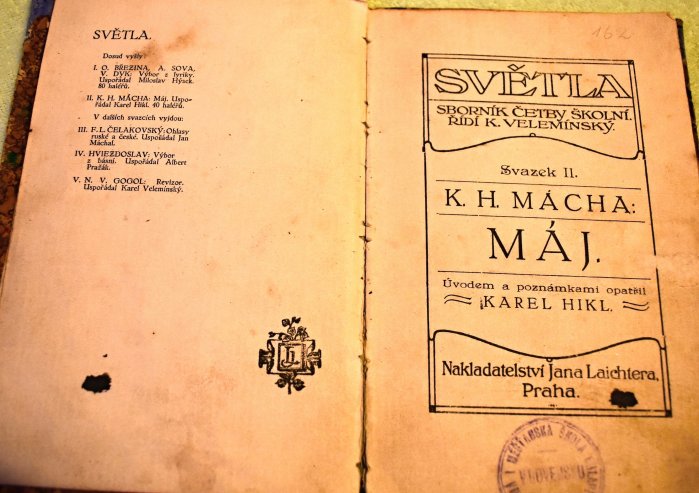 SVĚTLA.
Dosud vyšly:
I. O. BŘEZINA, A. SOVA,
V. DYK: Výbor z lyriky.
Uspořádal Miloslav Hýsek.
80 haléřů.
II. K. H. MÁCHA: Máj. Uspo-
řádal Karel Hikl. 40 haléřů.
V dalších svazcích vyjdou:
III. F. L. ČELAKOVSKÝ: Ohlasy
ruské a české. Uspořádal Jan
Máchal.
IV. HVIEZDOSLAV: Výbor
z básní. Uspořádal Albert
Pražák.
V. N. V. GOGOL: Revizor.
Uspořádal Karel Velemínský.
162
SVĚTLA
SBORNÍK ČETBY ŠKOLNÍ.
ŘÍDÍ K. VELEMÍNSKÝ.
Svazek II.
K. H. MÁCHA:
MÁJ.
Úvodem a poznámkami opatřil
KAREL HIKL.
Nakladatelství Jana Laichtera,
Praha.
MĚŠŤANSKÁ ŠKOLA